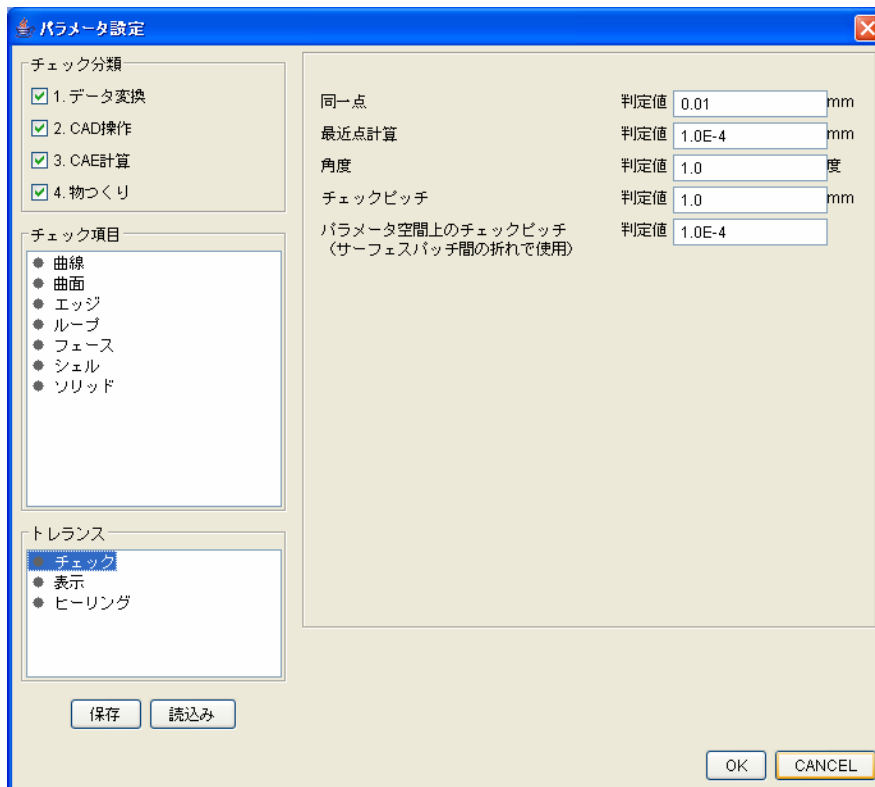 パラメータ設定
チェック分類
1. データ変換
2. CAD操作
3. CAE計算
4. 物つくり
チェック項目
曲線
曲面
エッジ
ループ
フェース
シェル
ソリッド
トレランス
チェック
表示
ヒーリング
保存 読込み
同一点 判定値 0.01 mm
最近点計算 判定値 1.0E-4 mm
角度 判定値 1.0 度
チェックピッチ 判定値 1.0 mm
パラメータ空間上のチェックピッチ 判定値 1.0E-4
（サーフェスパッチ間の折れで使用）
OK CANCEL